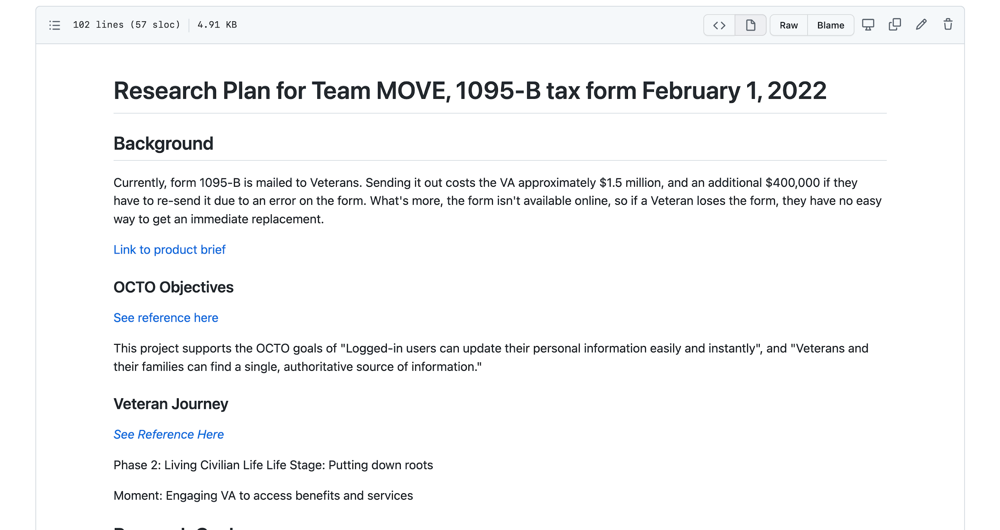 102 lines (57 sloc) 4.91 KB
Raw Blame
Research Plan for Team MOVE, 1095-B tax form February 1, 2022
Background
Currently, form 1095-B is mailed to Veterans. Sending it out costs the VA approximately $1.5 million, and an additional $400,000 if they
have to re-send it due to an error on the form. What's more, the form isn't available online, so if a Veteran loses the form, they have no easy
way to get an immediate replacement.
Link to product brief
OCTO Objectives
See reference here
This project supports the OCTO goals of "Logged-in users can update their personal information easily and instantly", and "Veterans and
their families can find a single, authoritative source of information."
Veteran Journey
See Reference Here
Phase 2: Living Civilian Life Life Stage: Putting down roots
Moment: Engaging VA to access benefits and services